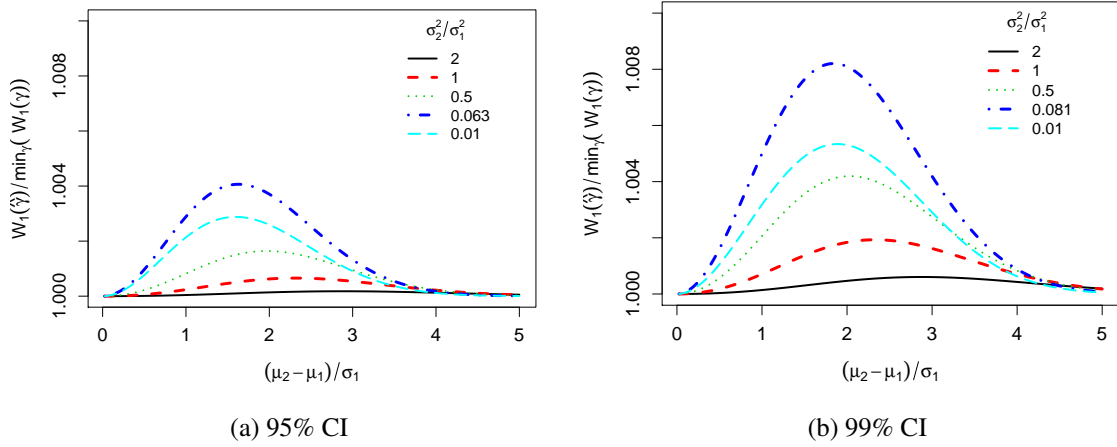 W₁(γ̂)/minᵧ( W₁(γ))
1.000 1.004 1.008
σ₂²/σ₁²
2
1
0.5
0.063
0.01
0 1 2 3 4 5
(μ₂−μ₁)/σ₁
(a) 95% CI
W₁(γ̂)/minᵧ( W₁(γ))
1.000 1.004 1.008
σ₂²/σ₁²
2
1
0.5
0.081
0.01
0 1 2 3 4 5
(μ₂−μ₁)/σ₁
(b) 99% CI